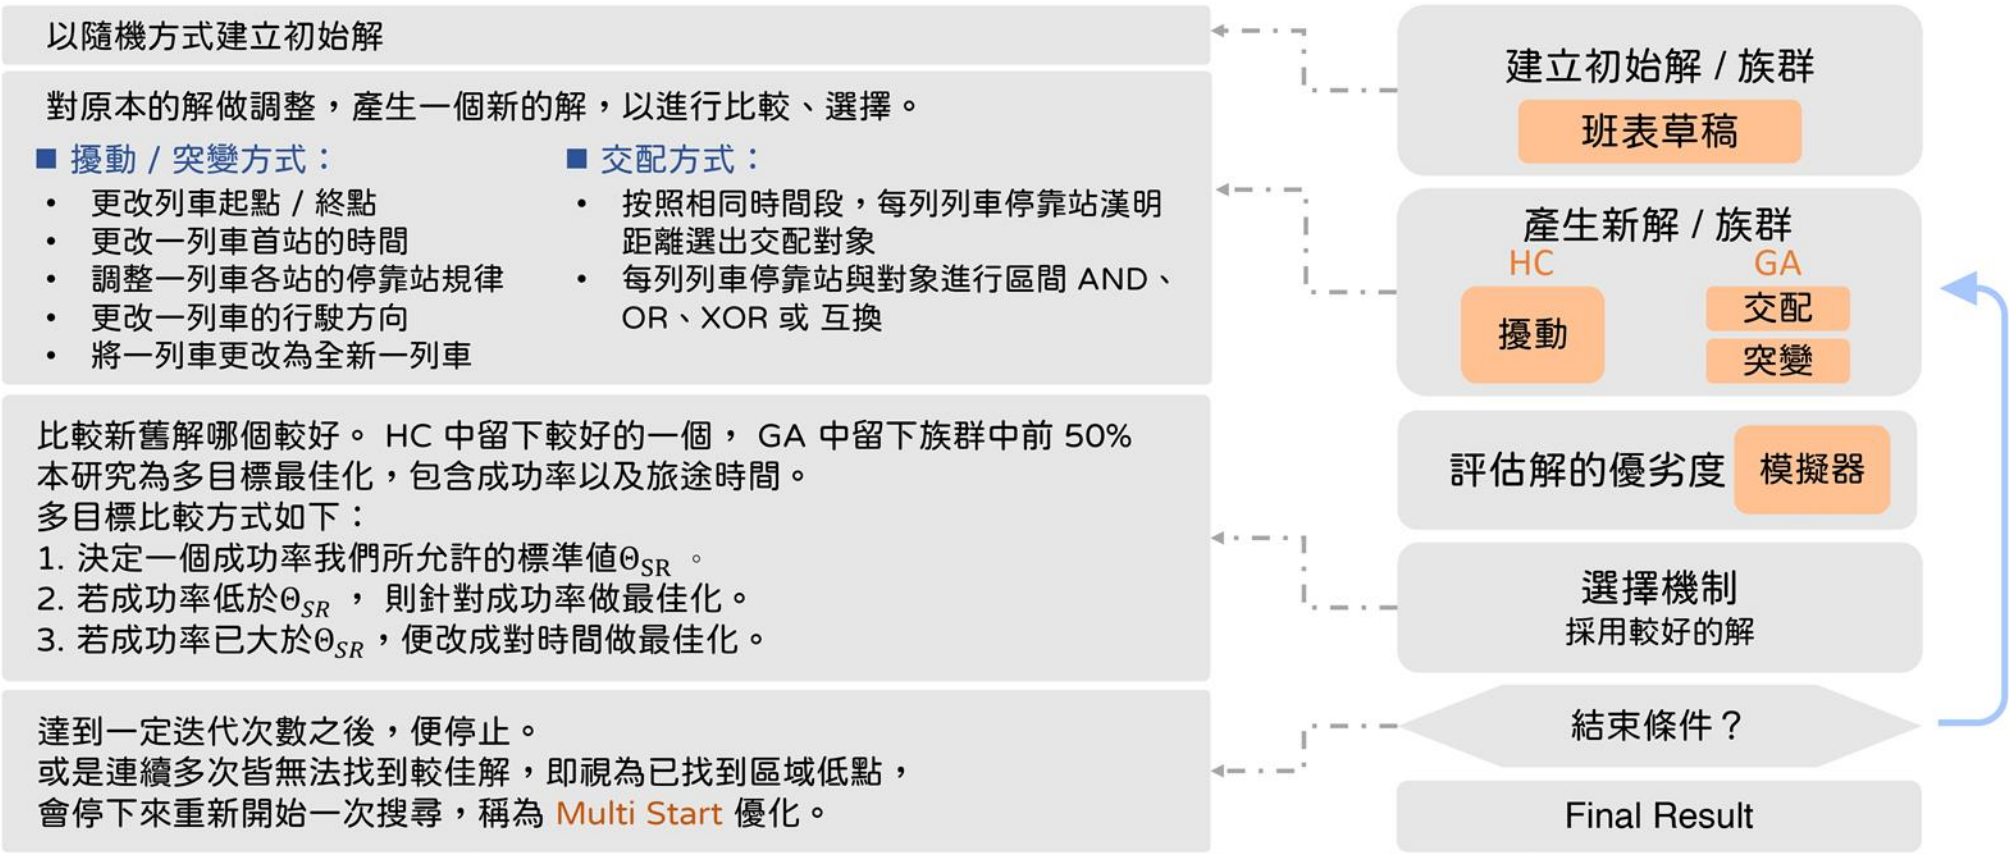 以隨機方式建立初始解
對原本的解做調整，產生一個新的解，以進行比較、選擇。
■ 擾動 / 突變方式：
• 更改列車起點 / 終點
• 更改一列車首站的時間
• 調整一列車各站的停靠站規律
• 更改一列車的行駛方向
• 將一列車更改為全新一列車
■ 交配方式：
• 按照相同時間段，每列列車停靠站漢明
距離選出交配對象
• 每列列車停靠站與對象進行區間 AND、
OR、XOR 或 互換
比較新舊解哪個較好。 HC 中留下較好的一個， GA 中留下族群中前 50%
本研究為多目標最佳化，包含成功率以及旅途時間。
多目標比較方式如下：
1. 決定一個成功率我們所允許的標準值Θ_SR 。
2. 若成功率低於Θ_SR ， 則針對成功率做最佳化。
3. 若成功率已大於Θ_SR，便改成對時間做最佳化。
達到一定迭代次數之後，便停止。
或是連續多次皆無法找到較佳解，即視為已找到區域低點，
會停下來重新開始一次搜尋，稱為 Multi Start 優化。
建立初始解 / 族群
班表草稿
產生新解 / 族群
HC GA
擾動
交配
突變
評估解的優劣度 模擬器
選擇機制
採用較好的解
結束條件？
Final Result